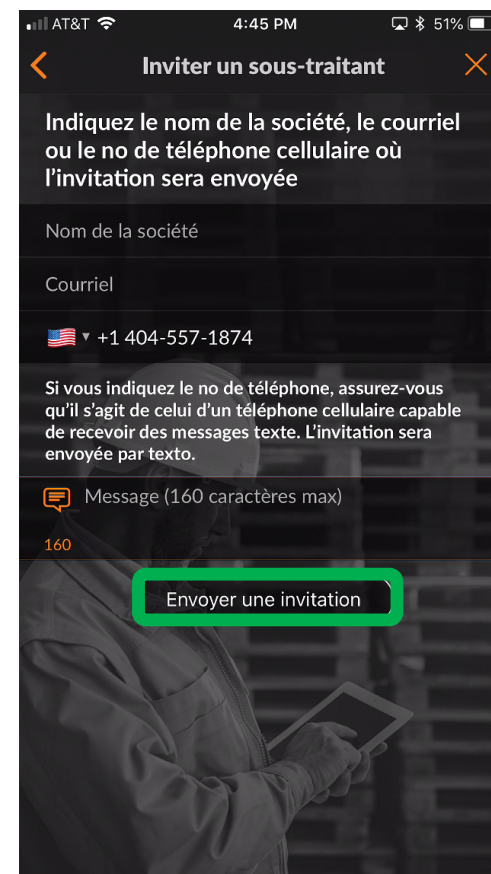 AT&T 4:45 PM 51%
Inviter un sous-traitant
Indiquez le nom de la société, le courriel
ou le no de téléphone cellulaire où
l'invitation sera envoyée
Nom de la société
Courriel
+1 404-557-1874
Si vous indiquez le no de téléphone, assurez-vous
qu'il s'agit de celui d'un téléphone cellulaire capable
de recevoir des messages texte. L'invitation sera
envoyée par texto.
Message (160 caractères max)
160
Envoyer une invitation